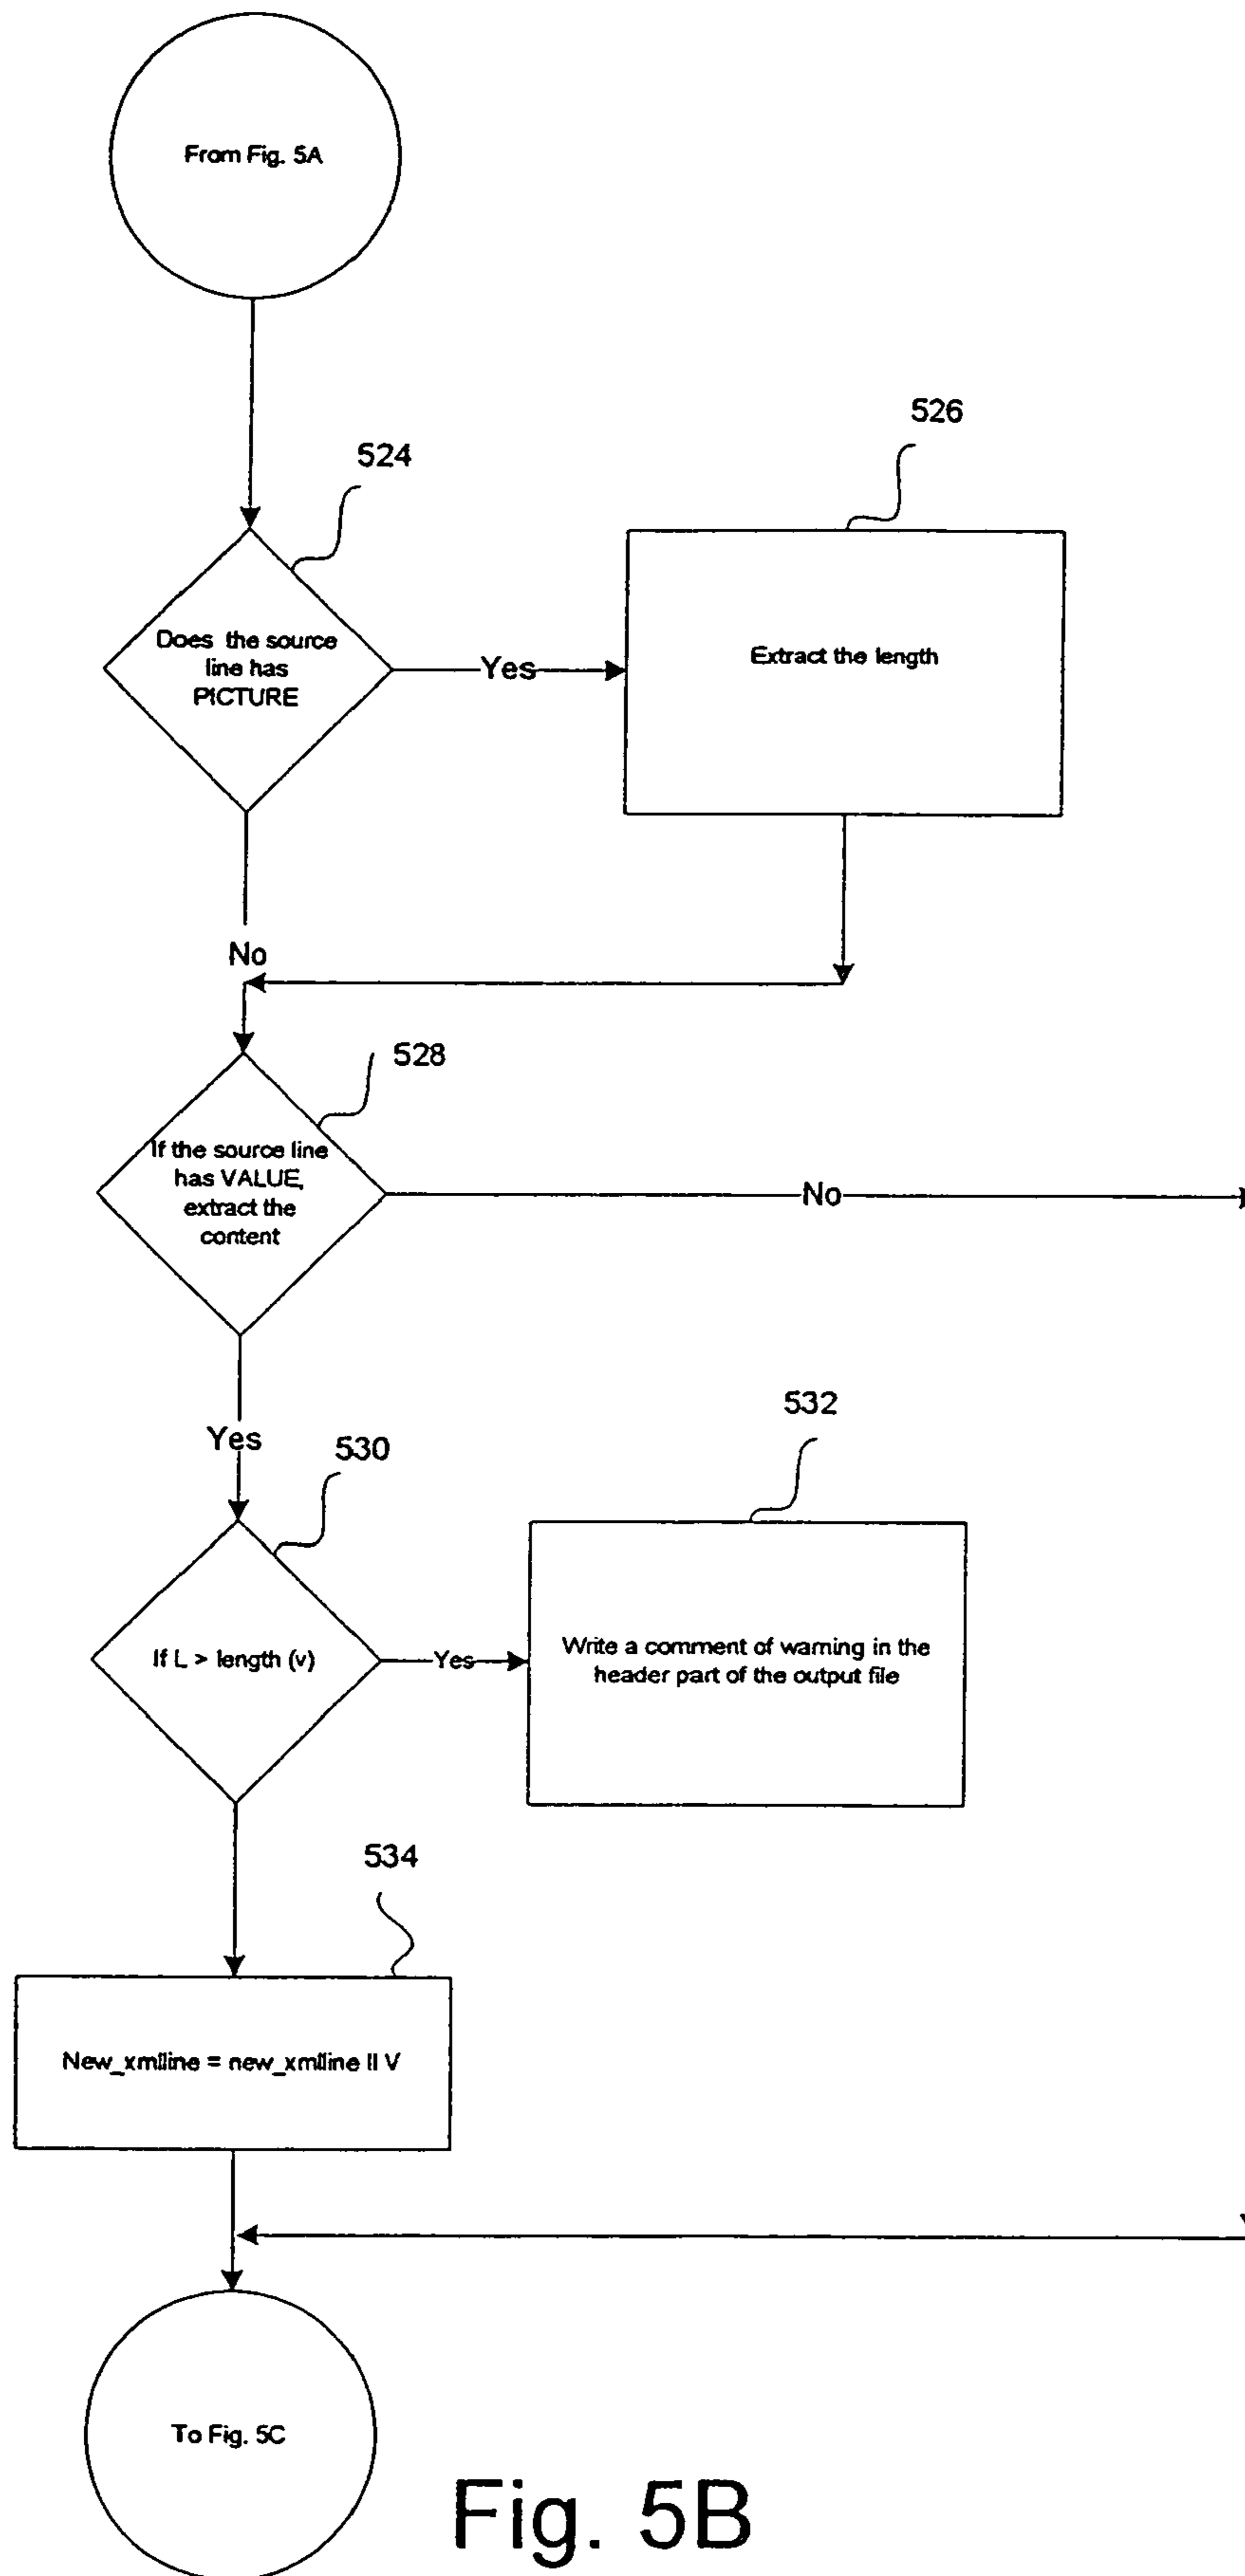 From Fig. 5A
526
524
Does the source
line has
PICTURE
Yes
Extract the length
No
528
If the source line
has VALUE,
extract the
content
No
Yes
532
530
If L > length (v)
Yes
Write a comment of warning in the
header part of the output file
534
New_xmlline = new_xmlline II V
To Fig. 5C
Fig. 5B